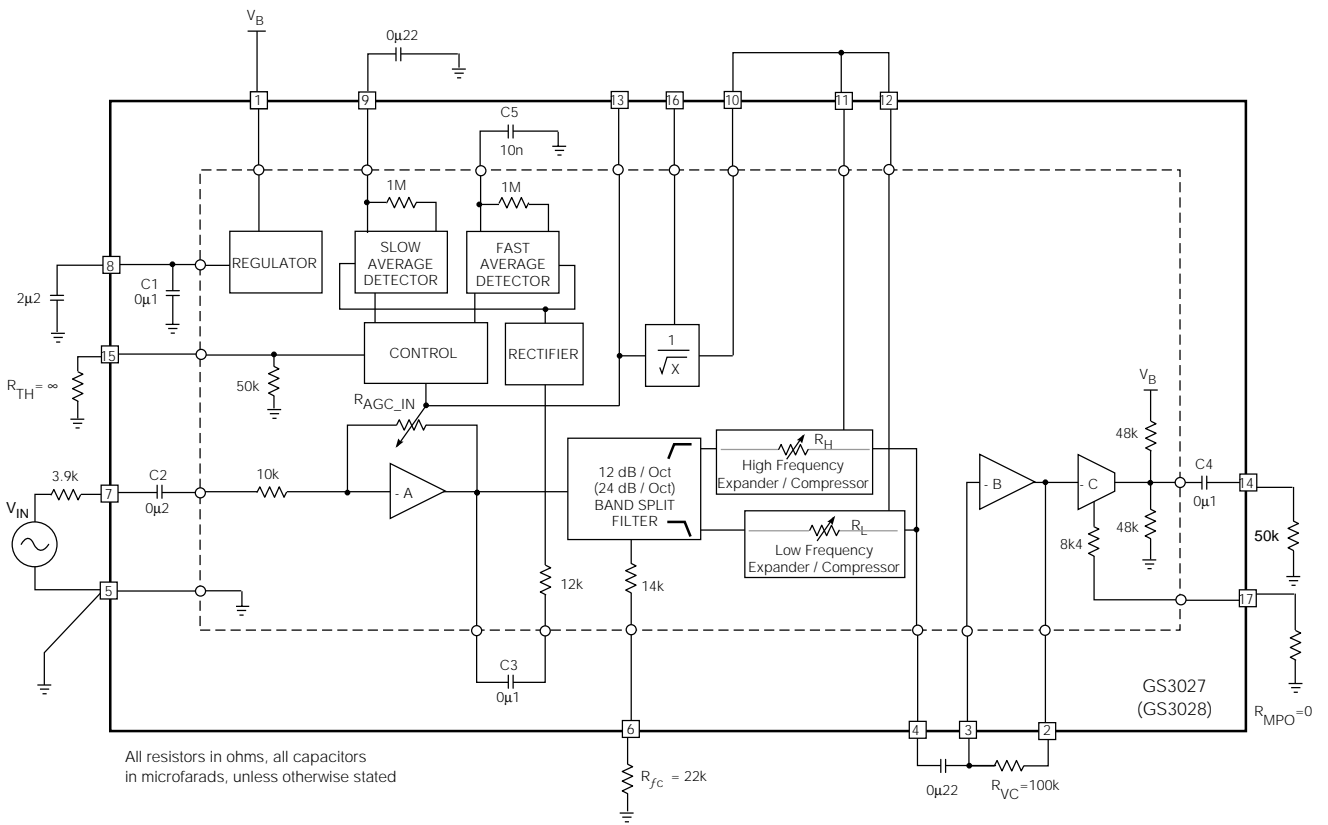 V_B
0µ22
1
9
13
16
10
11
12
C5
10n
1M
1M
REGULATOR
SLOW
AVERAGE
DETECTOR
FAST
AVERAGE
DETECTOR
8
C1
0µ1
2µ2
15
R_TH = ∞
50k
CONTROL
RECTIFIER
1
√X
R_AGC_IN
V_B
48k
3.9k
7
C2
0µ2
10k
- A
12 dB / Oct
(24 dB / Oct)
BAND SPLIT
FILTER
R_H
High Frequency
Expander / Compressor
R_L
Low Frequency
Expander / Compressor
- B
- C
C4
0µ1
14
48k
8k4
50k
V_IN
5
12k
14k
17
C3
0µ1
GS3027
(GS3028)
R_MPO=0
6
4
3
2
All resistors in ohms, all capacitors
in microfarads, unless otherwise stated
R_fc = 22k
0µ22
R_VC=100k